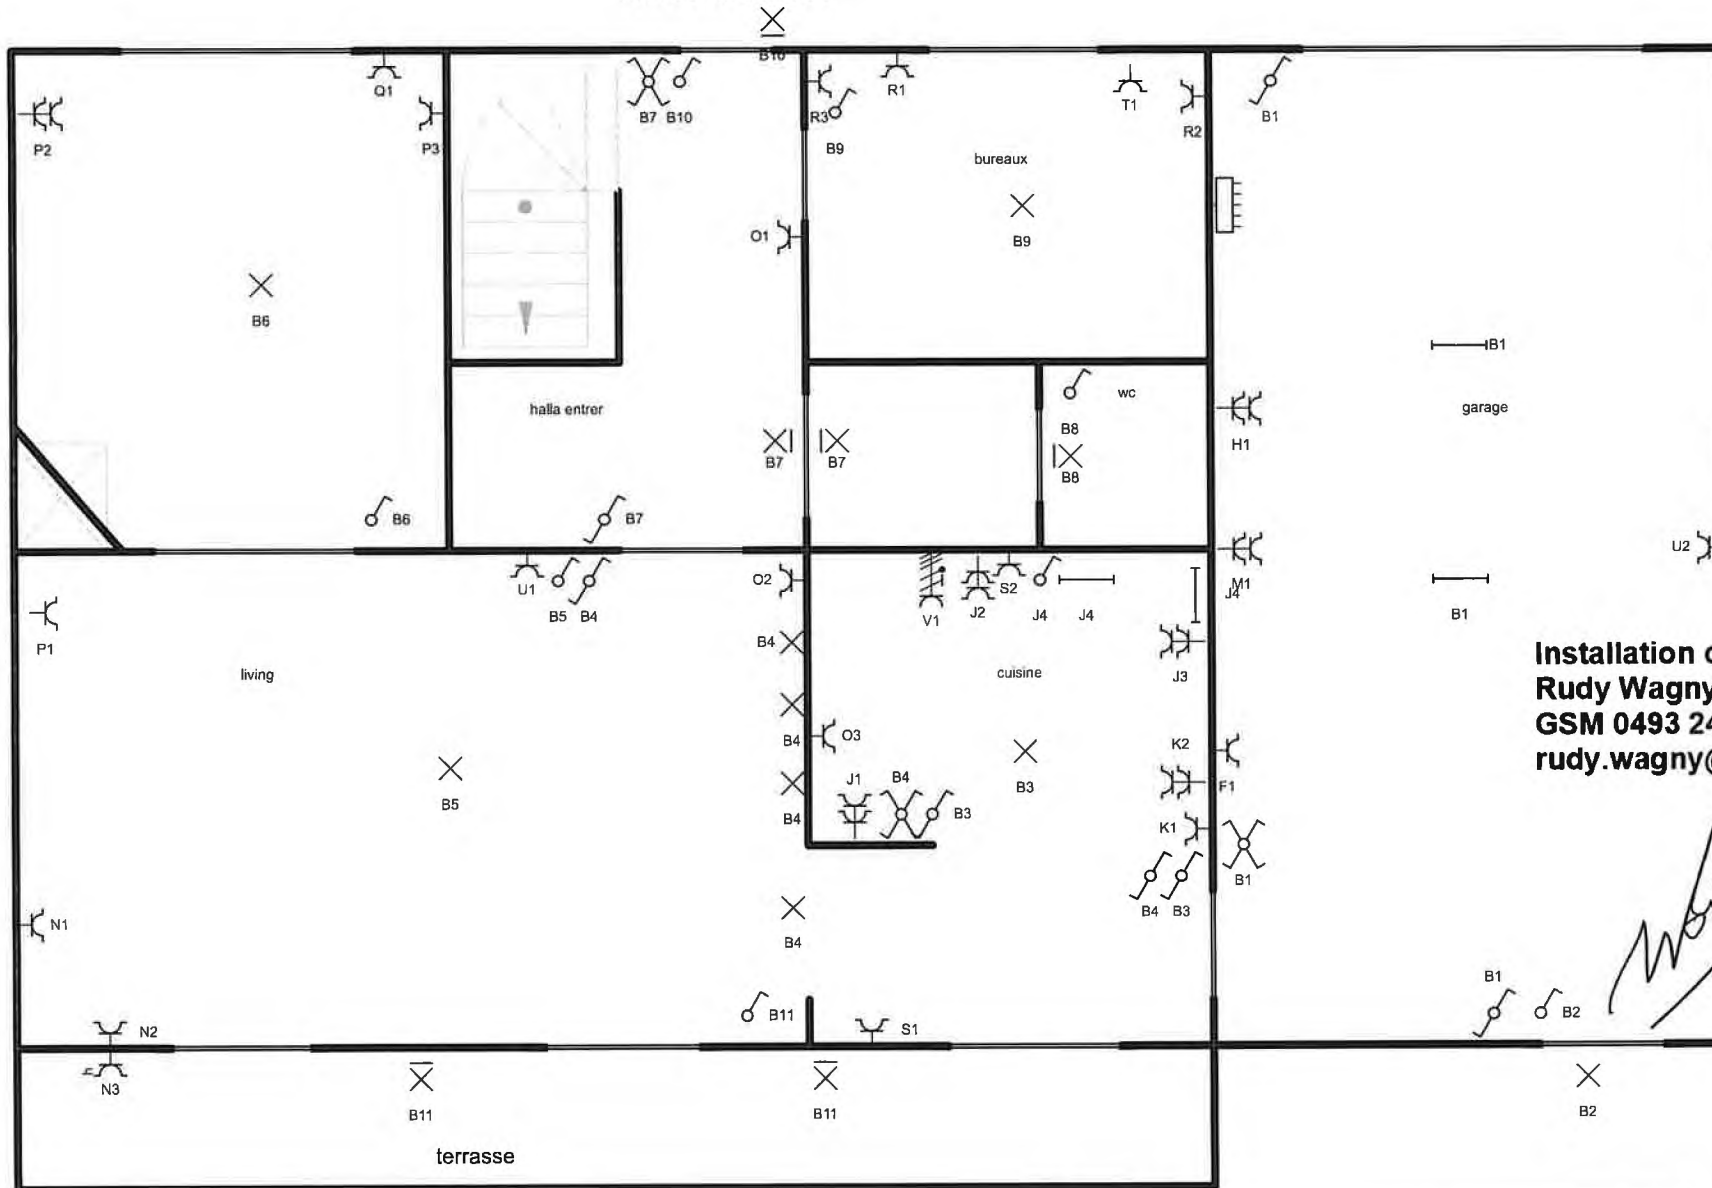 B10
Q1
B7 B10
R3
R1
T1
R2
B1
P2
P3
B9
bureaux
O1
B9
B6
B1
halla entrer
wc
garage
B8
H1
B7
B7
B8
B6
B7
U2
U1
B5 B4
O2
V1
J2
S2
J4
J4
M1
J4
B1
P1
B4
living
cuisine
J3
Installation
Rudy Wagny
GSM 0493 24
rudy.wagny@
B4
O3
K2
B5
J1
B4
B3
B3
F1
B4
K1
B1
B4 B3
N1
B4
B1
B11
B2
N2
S1
h
N3
B11
B11
B2
terrasse